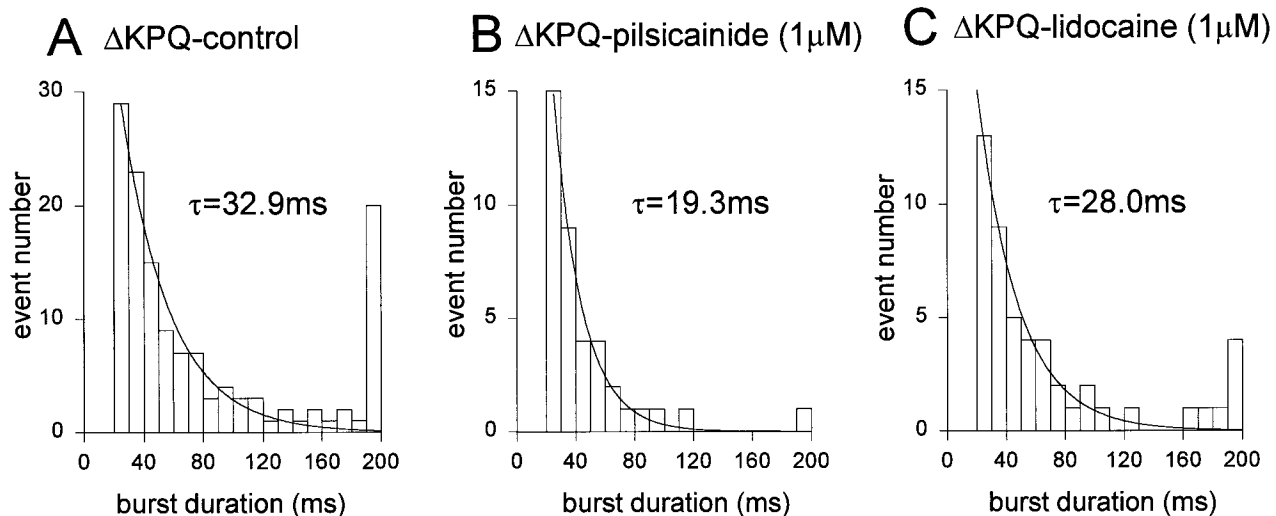 A ΔKPQ-control
event number
30
20
10
0
τ=32.9ms
0 40 80 120 160 200
burst duration (ms)
B ΔKPQ-pilsicainide (1μM)
event number
15
10
5
0
τ=19.3ms
0 40 80 120 160 200
burst duration (ms)
C ΔKPQ-lidocaine (1μM)
event number
15
10
5
0
τ=28.0ms
0 40 80 120 160 200
burst duration (ms)